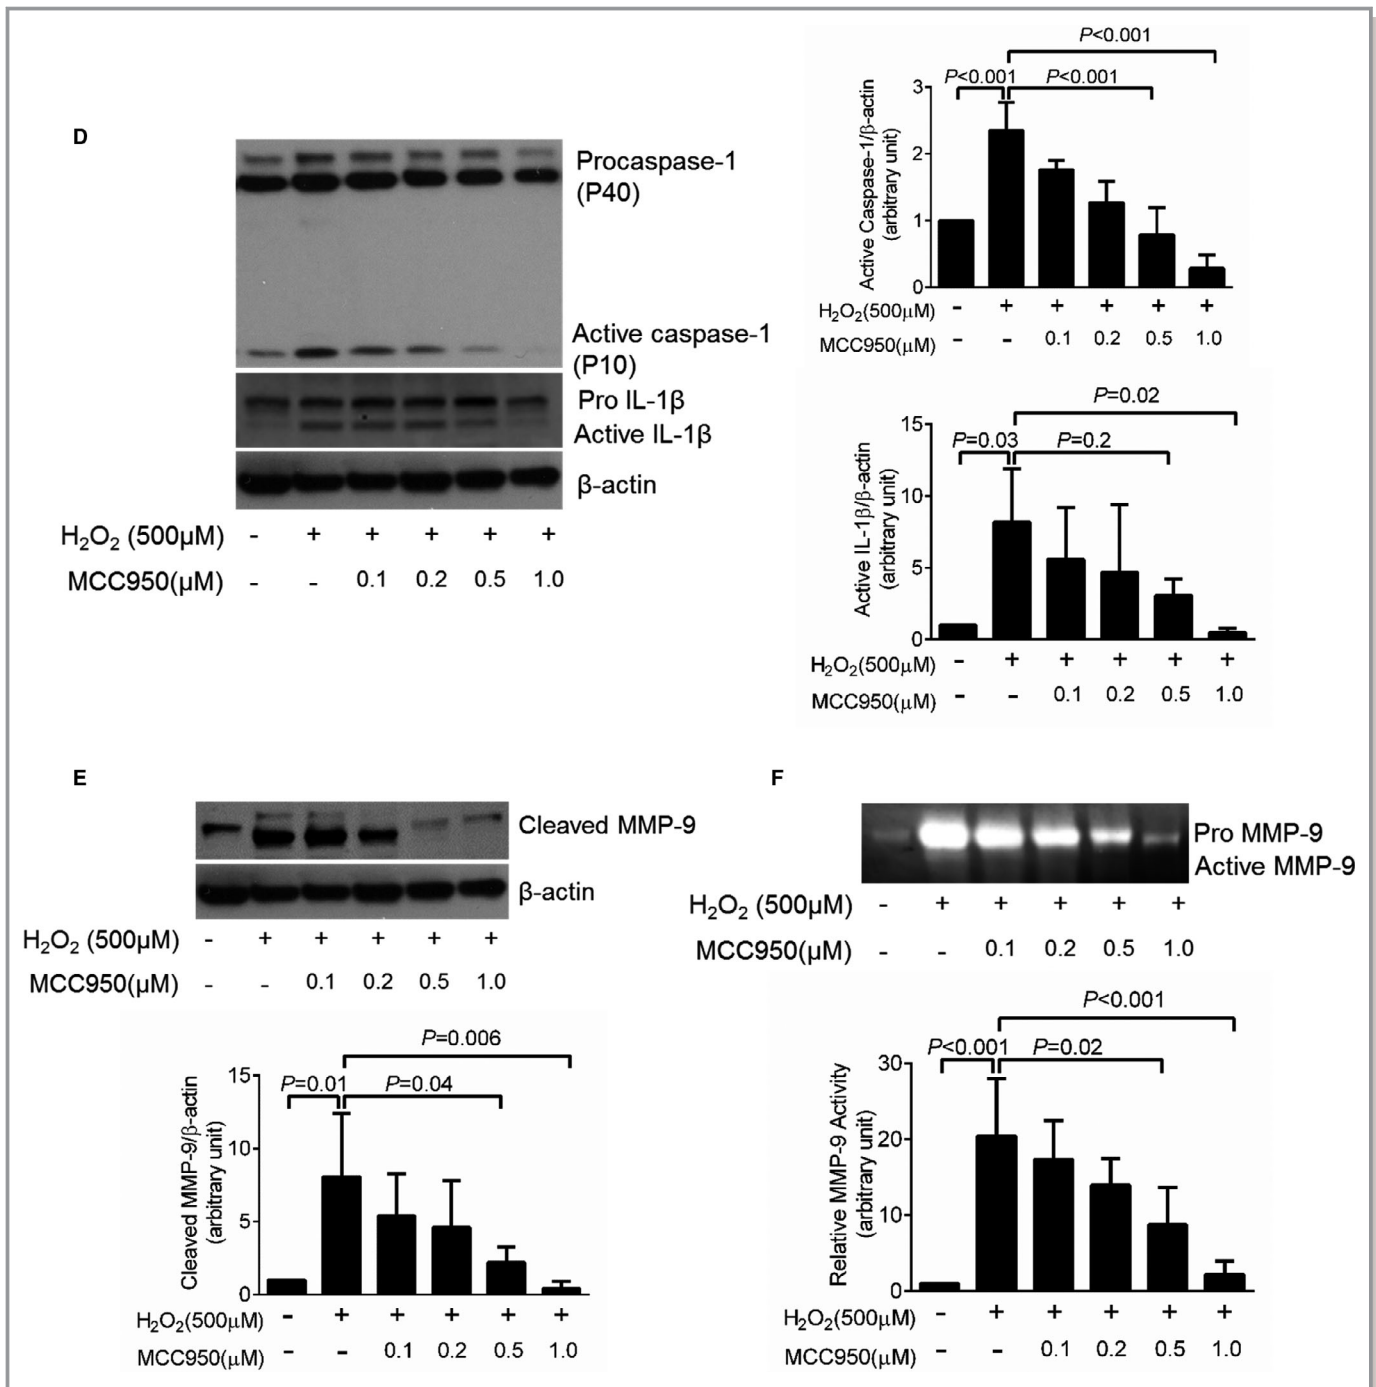 D
Procaspase-1
(P40)
Active caspase-1
(P10)
Pro IL-1β
Active IL-1β
β-actin
H₂O₂ (500μM) - + + + + +
MCC950(μM) - - 0.1 0.2 0.5 1.0
P<0.001
P<0.001 P<0.001
Active Caspase-1/β-actin
(arbitrary unit)
3
2
1
0
H₂O₂(500μM) - + + + + +
MCC950(μM) - - 0.1 0.2 0.5 1.0
P=0.02
P=0.03 P=0.2
Active IL-1β/β-actin
(arbitrary unit)
15
10
5
0
H₂O₂(500μM) - + + + + +
MCC950(μM) - - 0.1 0.2 0.5 1.0
E
Cleaved MMP-9
β-actin
H₂O₂ (500μM) - + + + + +
MCC950(μM) - - 0.1 0.2 0.5 1.0
P=0.006
P=0.01 P=0.04
Cleaved MMP-9/β-actin
(arbitrary unit)
15
10
5
0
H₂O₂(500μM) - + + + + +
MCC950(μM) - - 0.1 0.2 0.5 1.0
F
Pro MMP-9
Active MMP-9
H₂O₂ (500μM) - + + + + +
MCC950(μM) - - 0.1 0.2 0.5 1.0
P<0.001
P<0.001 P=0.02
Relative MMP-9 Activity
(arbitrary unit)
30
20
10
0
H₂O₂(500μM) - + + + + +
MCC950(μM) - - 0.1 0.2 0.5 1.0